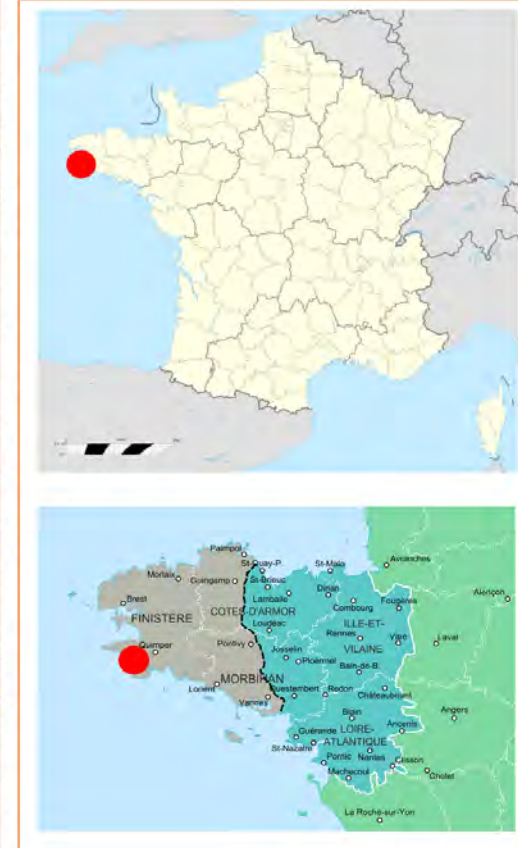 Paimpol
St-Quay-P.
St-Malo
Avranches
Morlaix
Guingamp
St-Brieuc
Brest
Lamballe
Dinan
Fougères
Alençon
FINISTERE
COTES-D'ARMOR
Combourg
Loudéac
ILLE-ET-
VILAINE
Rennes
Vitré
Laval
Quimper
Pontivy
Josselin
Ploërmel
Bain-de-B.
MORBIHAN
Lorient
Questembert
Redon
Châteaubriant
Vannes
Blain
Angers
Guérande
LOIRE-
ATLANTIQUE
Ancenis
St-Nazaire
Pornic
Nantes
Clisson
Machecoul
Cholet
La Roche-sur-Yon